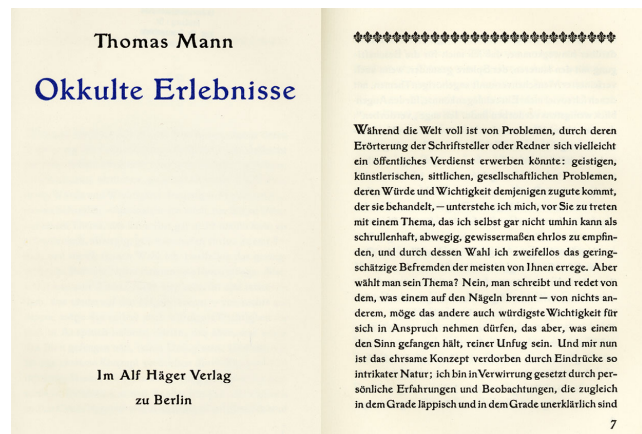 Thomas Mann
Okkulte Erlebnisse
Im Alf Häger Verlag
zu Berlin
Während die Welt voll ist von Problemen, durch deren
Erörterung der Schriftsteller oder Redner sich vielleicht
ein öffentliches Verdienst erwerben könnte: geistigen,
künstlerischen, sittlichen, gesellschaftlichen Problemen,
deren Würde und Wichtigkeit demjenigen zugute kommt,
der sie behandelt, — unterstehe ich mich, vor Sie zu treten
mit einem Thema, das ich selbst gar nicht umhin kann als
schrullenhaft, abwegig, gewissermaßen ehrlos zu empfin-
den, und durch dessen Wahl ich zweifellos das gering-
schätzige Befremden der meisten von Ihnen errege. Aber
wählt man sein Thema? Nein, man schreibt und redet von
dem, was einem auf den Nägeln brennt — von nichts an-
derem, möge das andere auch würdigste Wichtigkeit für
sich in Anspruch nehmen dürfen, das aber, was einem
den Sinn gefangen hält, reiner Unfug sein. Und mir nun
ist das ehrsame Konzept verdorben durch Eindrücke so
intrikater Natur; ich bin in Verwirrung gesetzt durch per-
sönliche Erfahrungen und Beobachtungen, die zugleich
in dem Grade läppisch und in dem Grade unerklärlich sind
7